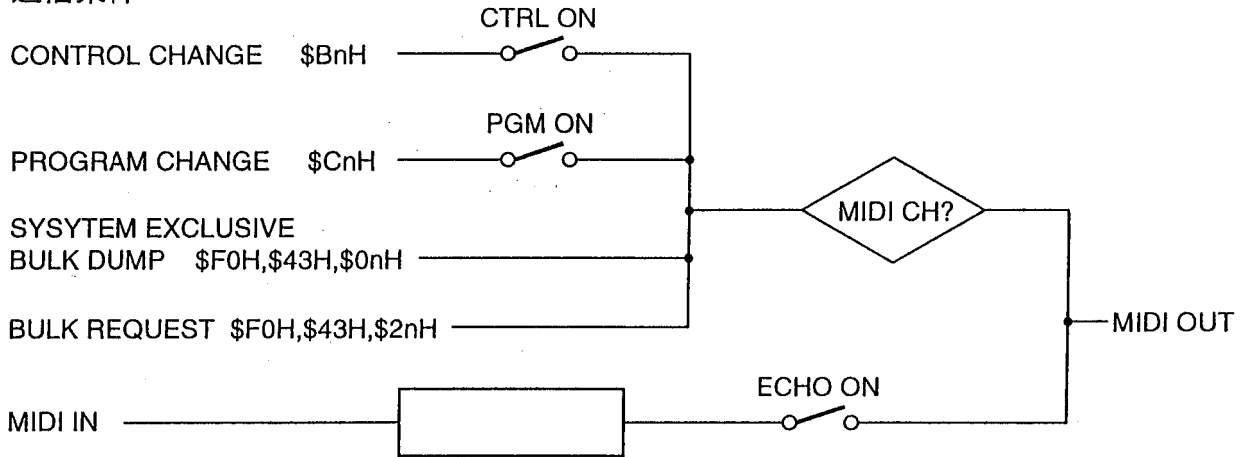 CTRL ON
CONTROL CHANGE $BnH
PGM ON
PROGRAM CHANGE $CnH
MIDI CH?
SYSYTEM EXCLUSIVE
BULK DUMP $F0H,$43H,$0nH
BULK REQUEST $F0H,$43H,$2nH
MIDI OUT
ECHO ON
MIDI IN